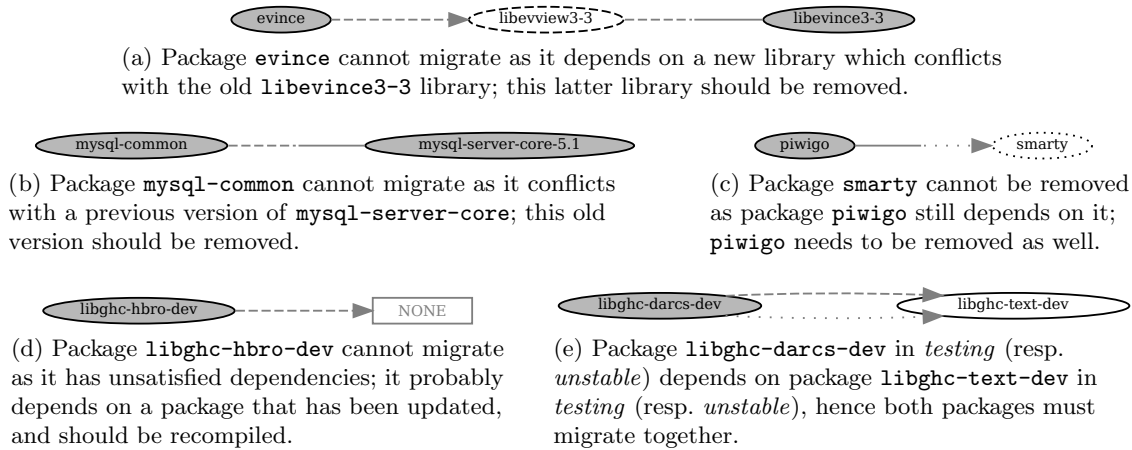 evince libevview3-3 libevince3-3
(a) Package evince cannot migrate as it depends on a new library which conflicts
with the old libevince3-3 library; this latter library should be removed.
mysql-common mysql-server-core-5.1
(b) Package mysql-common cannot migrate as it conflicts
with a previous version of mysql-server-core; this old
version should be removed.
piwigo smarty
(c) Package smarty cannot be removed
as package piwigo still depends on it;
piwigo needs to be removed as well.
libghc-hbro-dev NONE
(d) Package libghc-hbro-dev cannot migrate
as it has unsatisfied dependencies; it probably
depends on a package that has been updated,
and should be recompiled.
libghc-darcs-dev libghc-text-dev
(e) Package libghc-darcs-dev in testing (resp.
unstable) depends on package libghc-text-dev in
testing (resp. unstable), hence both packages must
migrate together.